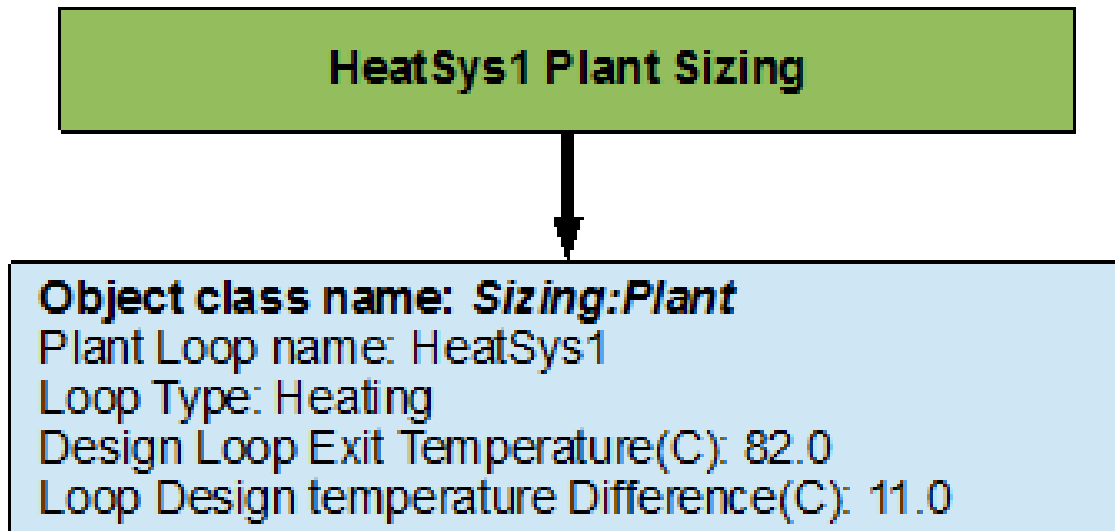 HeatSys1 Plant Sizing
Object class name: Sizing:Plant
Plant Loop name: HeatSys1
Loop Type: Heating
Design Loop Exit Temperature(C): 82.0
Loop Design temperature Difference(C): 11.0